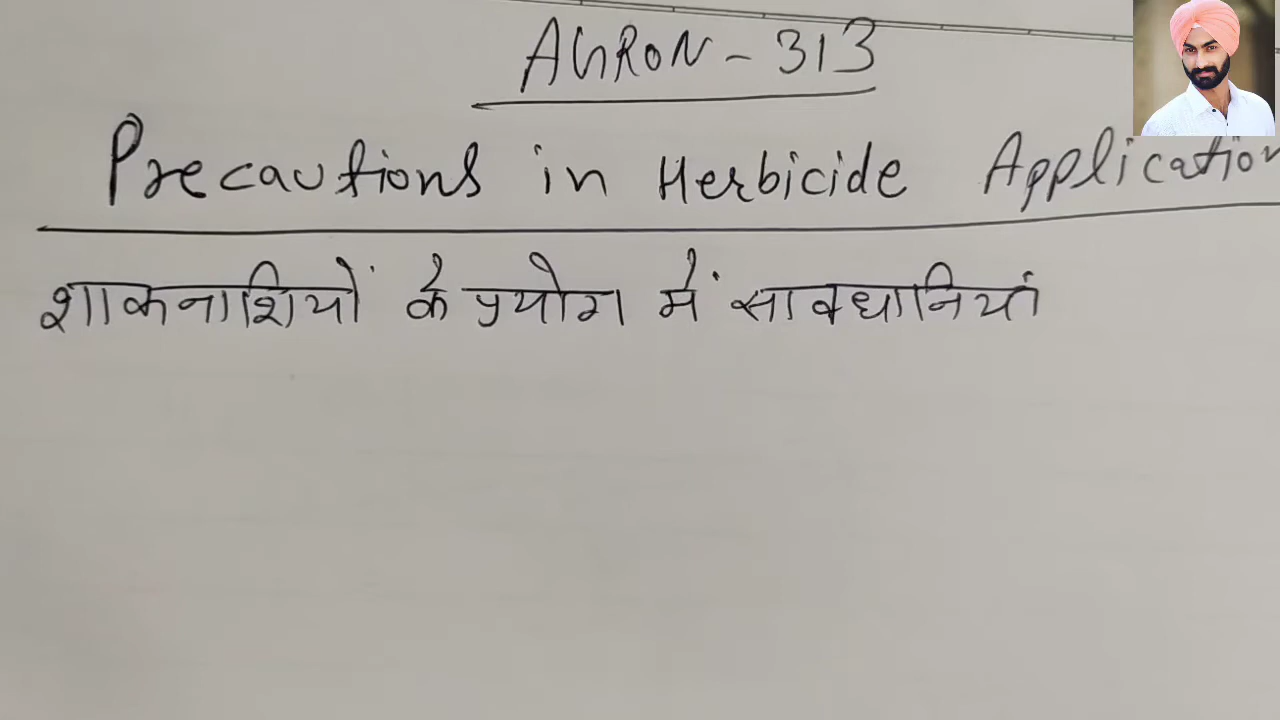 AGRON - 313
Precautions in Herbicide Application
शाकनाशियों के प्रयोग में सावधानियां